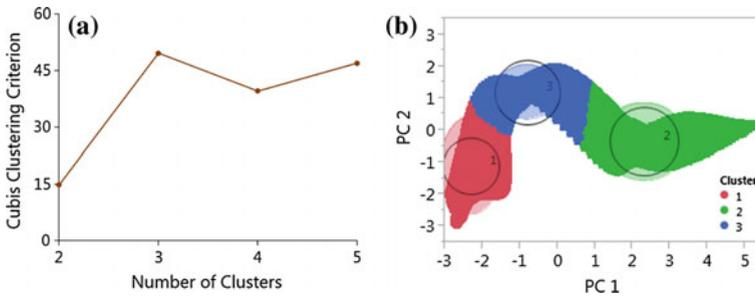 (a)
Cubis Clustering Criterion
60
45
30
15
0
2 3 4 5
Number of Clusters
(b)
PC 2
3
2
1
0
-1
-2
-3
-3 -2 -1 0 1 2 3 4 5
PC 1
1
3
2
Cluster
1
2
3